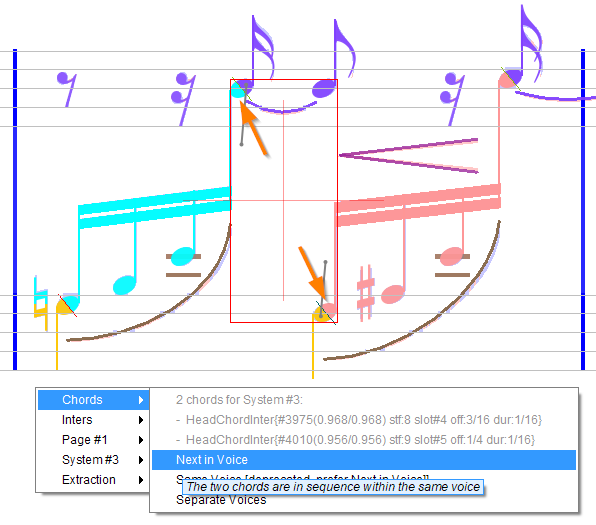 Chords
Inters
Page #1
System #3
Extraction
2 chords for System #3:
- HeadChordInter{#3975(0.968/0.968) stf:8 slot#4 off:3/16 dur:1/16}
- HeadChordInter{#4010(0.956/0.956) stf:9 slot#5 off:1/4 dur:1/16}
Next in Voice
Same Voice [deprecated, prefer Next in Voice]]
The two chords are in sequence within the same voice
Separate Voices